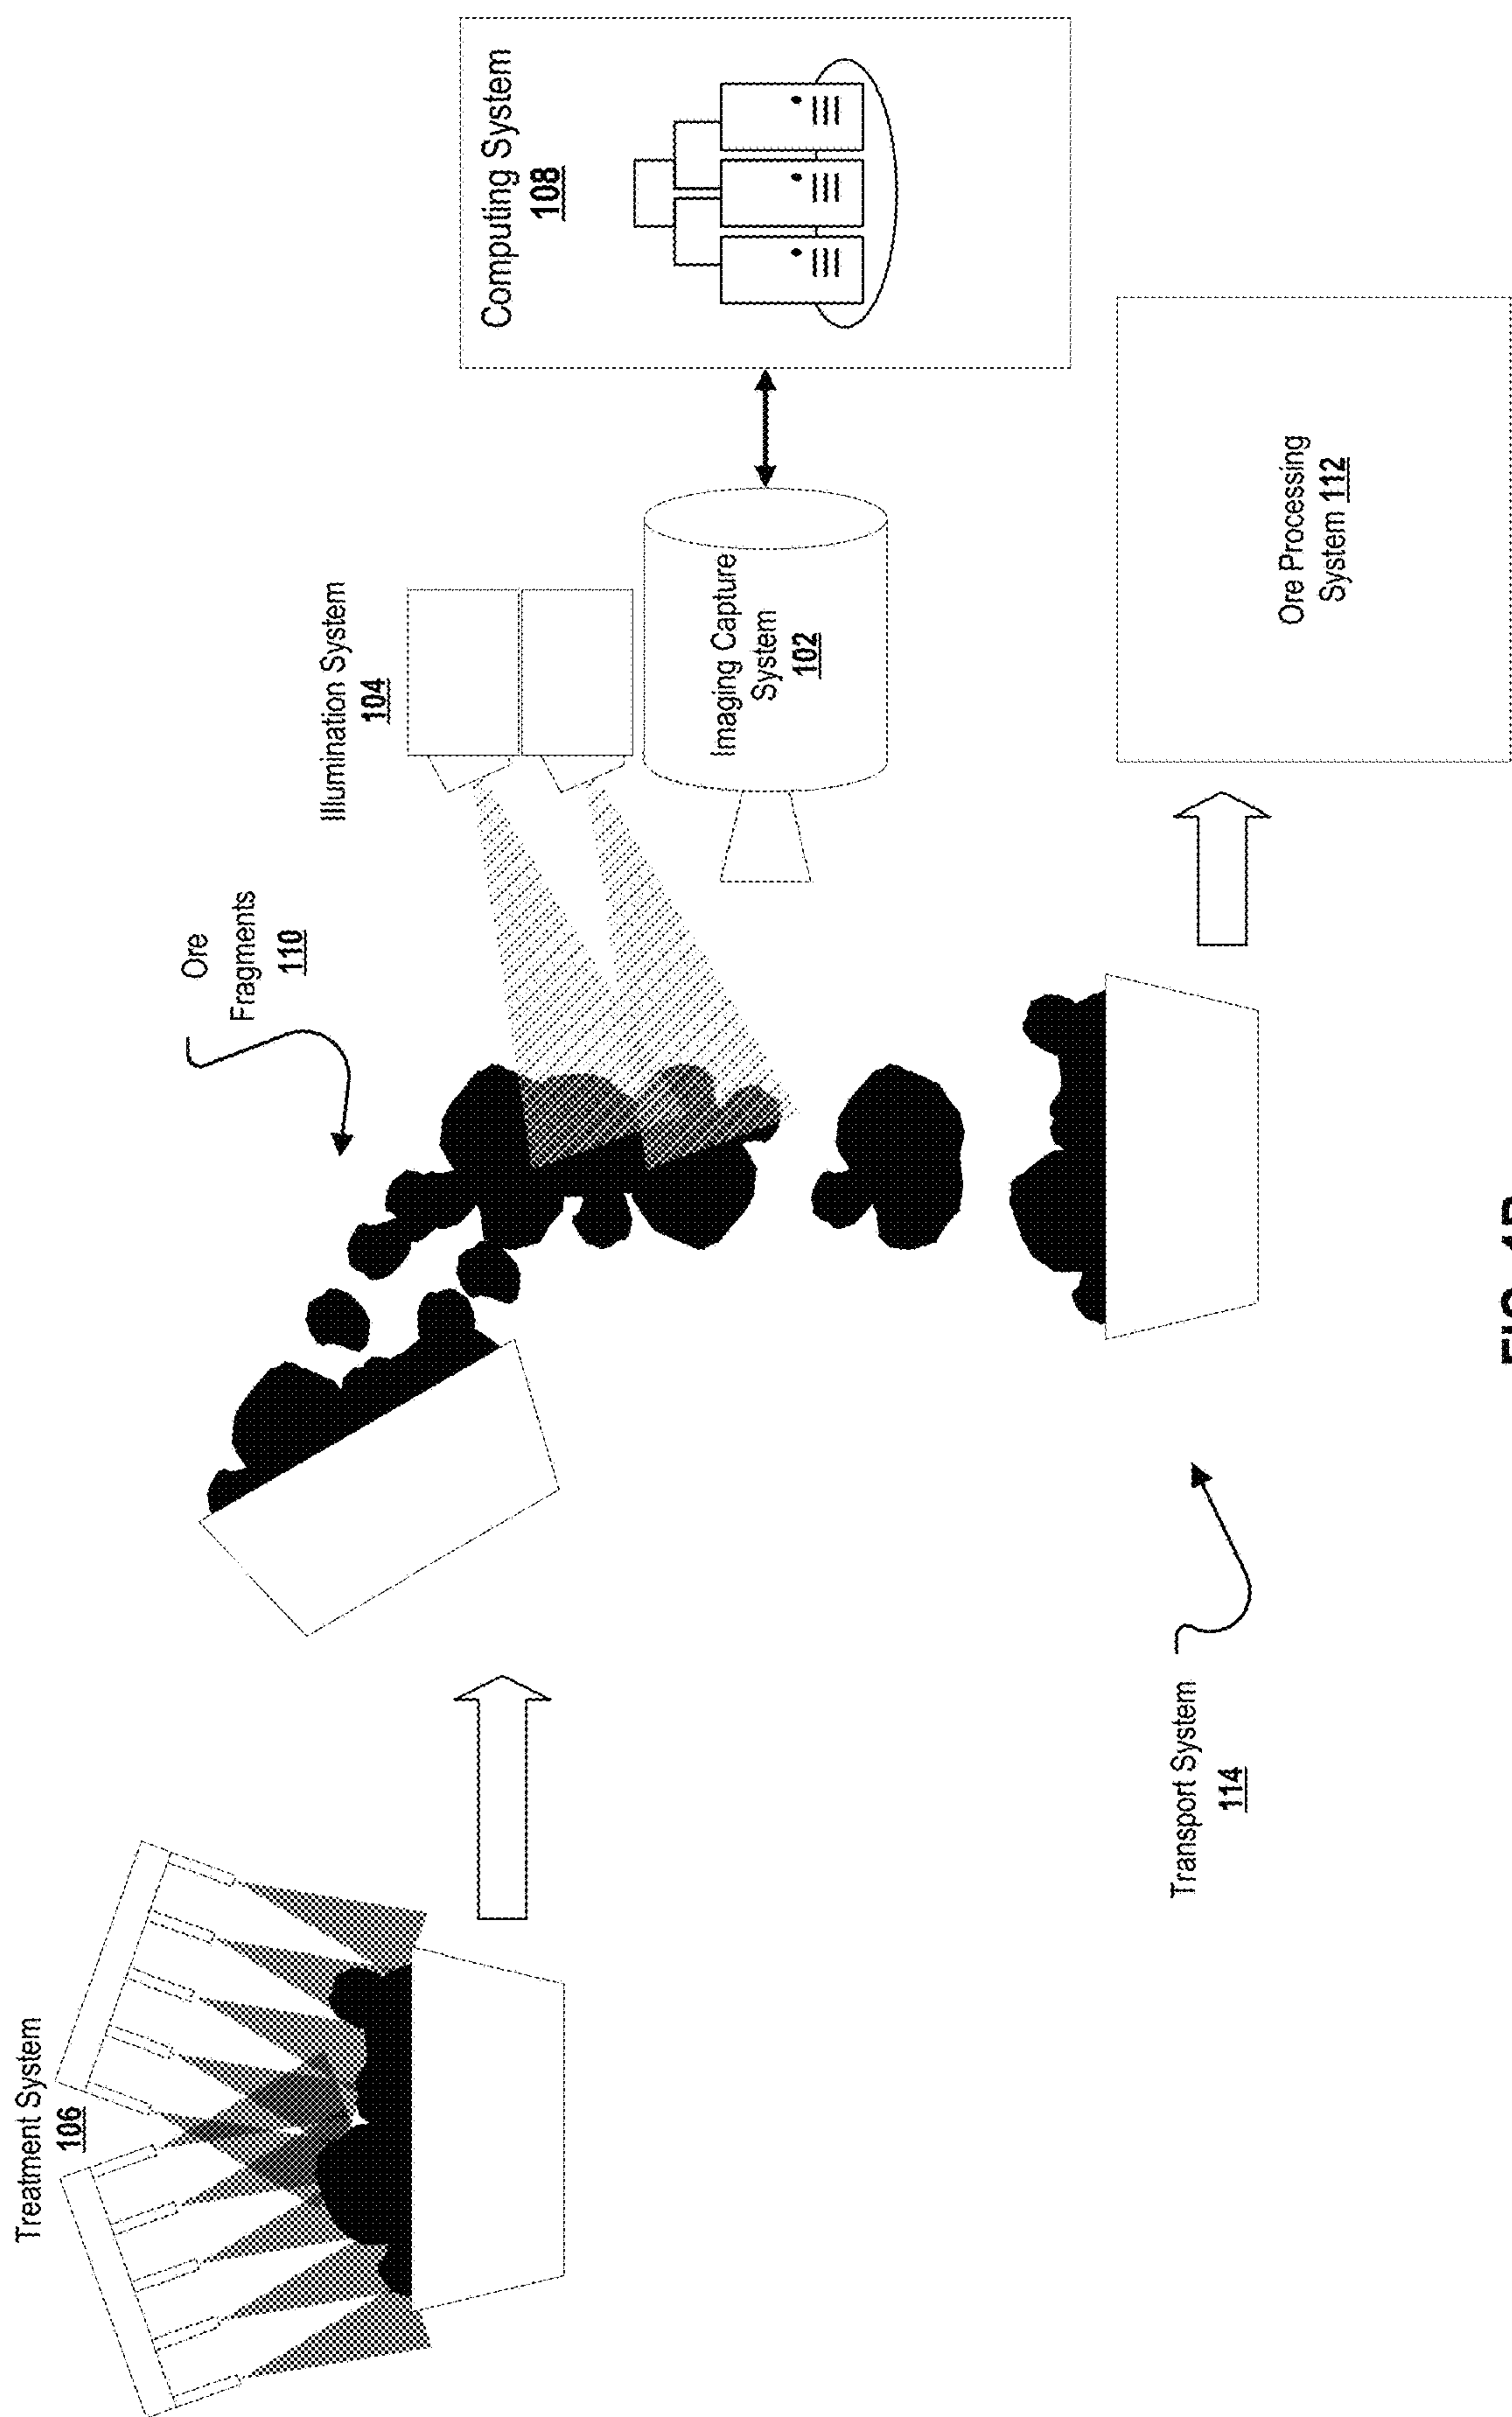 Treatment System
106
Ore
Fragments
110
Illumination System
104
Computing System
108
Imaging Capture
System
102
Transport System
114
Ore Processing
System 112